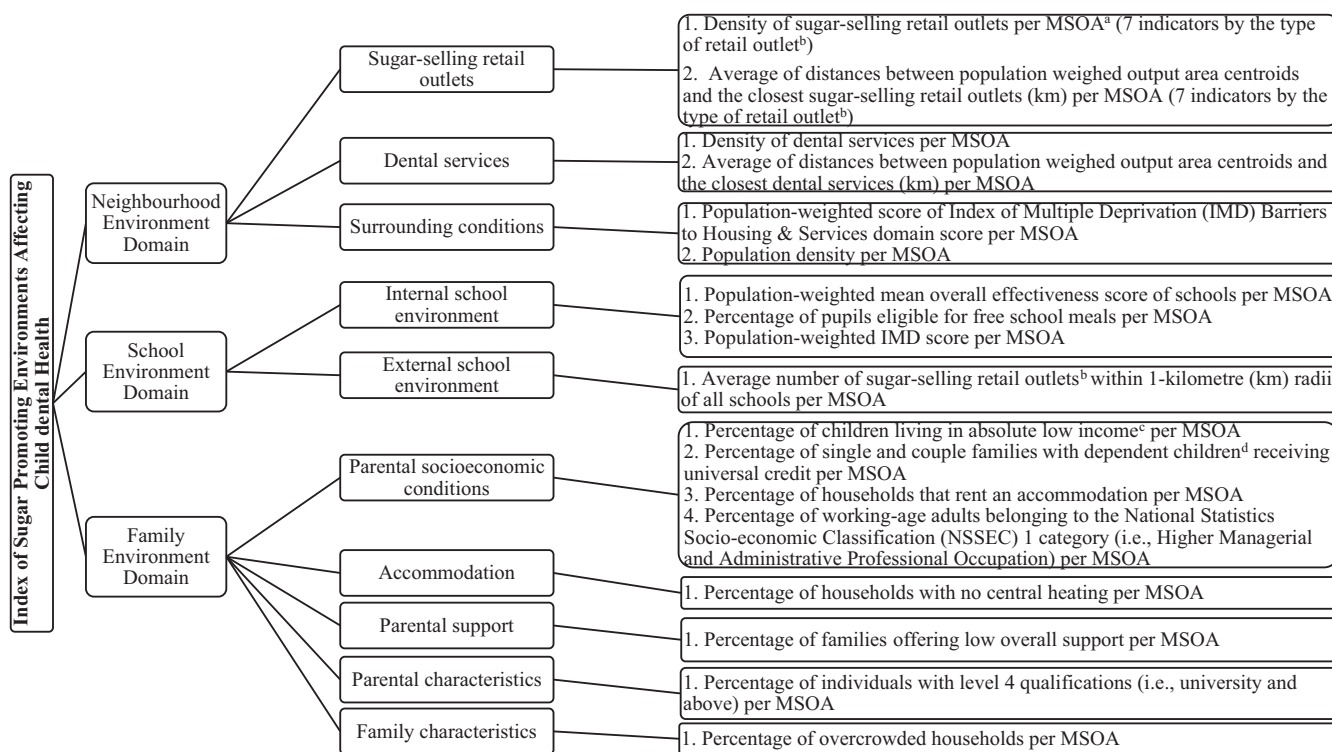 Index of Sugar Promoting Environments Affecting
Child dental Health
Neighbourhood
Environment
Domain
Sugar-selling retail
outlets
1. Density of sugar-selling retail outlets per MSOAᵃ (7 indicators by the type
of retail outletᵇ)
2. Average of distances between population weighed output area centroids
and the closest sugar-selling retail outlets (km) per MSOA (7 indicators by the
type of retail outletᵇ)
Dental services
1. Density of dental services per MSOA
2. Average of distances between population weighed output area centroids and
the closest dental services (km) per MSOA
Surrounding conditions
1. Population-weighted score of Index of Multiple Deprivation (IMD) Barriers
to Housing & Services domain score per MSOA
2. Population density per MSOA
School
Environment
Domain
Internal school
environment
1. Population-weighted mean overall effectiveness score of schools per MSOA
2. Percentage of pupils eligible for free school meals per MSOA
3. Population-weighted IMD score per MSOA
External school
environment
1. Average number of sugar-selling retail outletsᵇ within 1-kilometre (km) radii
of all schools per MSOA
Family
Environment
Domain
Parental socioeconomic
conditions
1. Percentage of children living in absolute low incomeᶜ per MSOA
2. Percentage of single and couple families with dependent childrenᵈ receiving
universal credit per MSOA
3. Percentage of households that rent an accommodation per MSOA
4. Percentage of working-age adults belonging to the National Statistics
Socio-economic Classification (NSSEC) 1 category (i.e., Higher Managerial
and Administrative Professional Occupation) per MSOA
Accommodation
1. Percentage of households with no central heating per MSOA
Parental support
1. Percentage of families offering low overall support per MSOA
Parental characteristics
1. Percentage of individuals with level 4 qualifications (i.e., university and
above) per MSOA
Family characteristics
1. Percentage of overcrowded households per MSOA